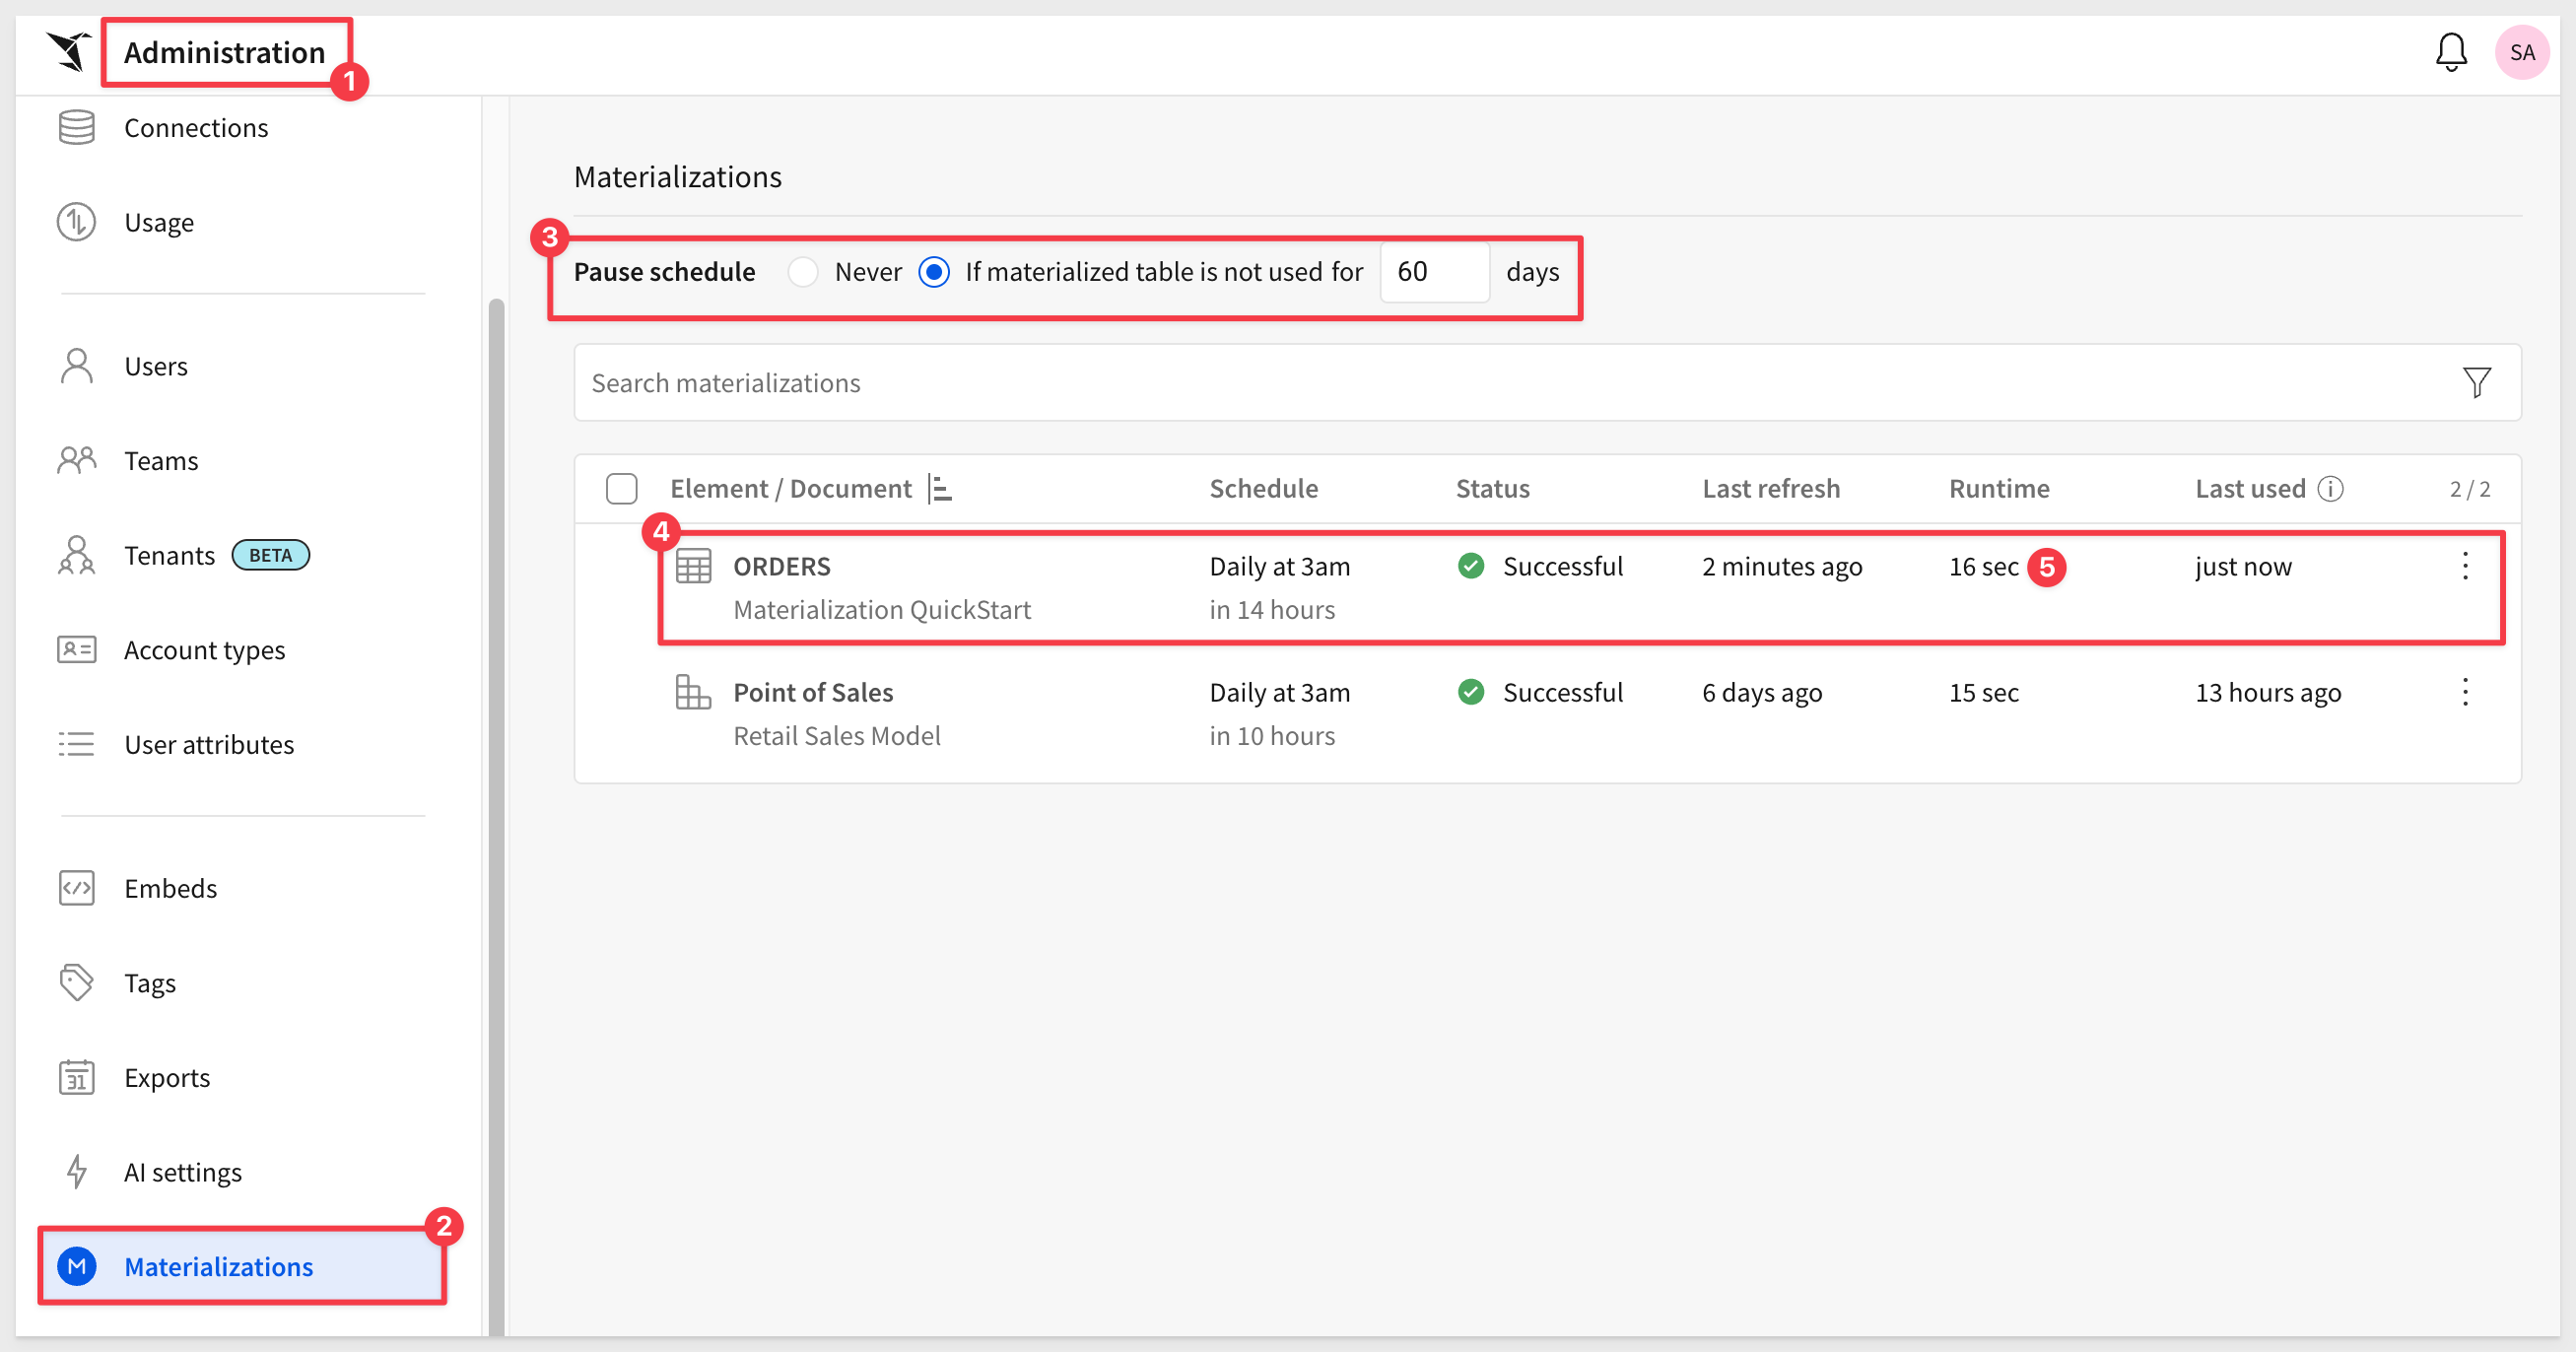 Administration
1
SA
Connections
Usage
Users
Teams
Tenants BETA
Account types
User attributes
Embeds
Tags
31
Exports
AI settings
2
M Materializations
Materializations
3
Pause schedule Never If materialized table is not used for 60 days
Search materializations
Element / Document Schedule Status Last refresh Runtime Last used i 2 / 2
4
ORDERS Daily at 3am Successful 2 minutes ago 16 sec 5 just now
Materialization QuickStart in 14 hours
Point of Sales Daily at 3am Successful 6 days ago 15 sec 13 hours ago
Retail Sales Model in 10 hours